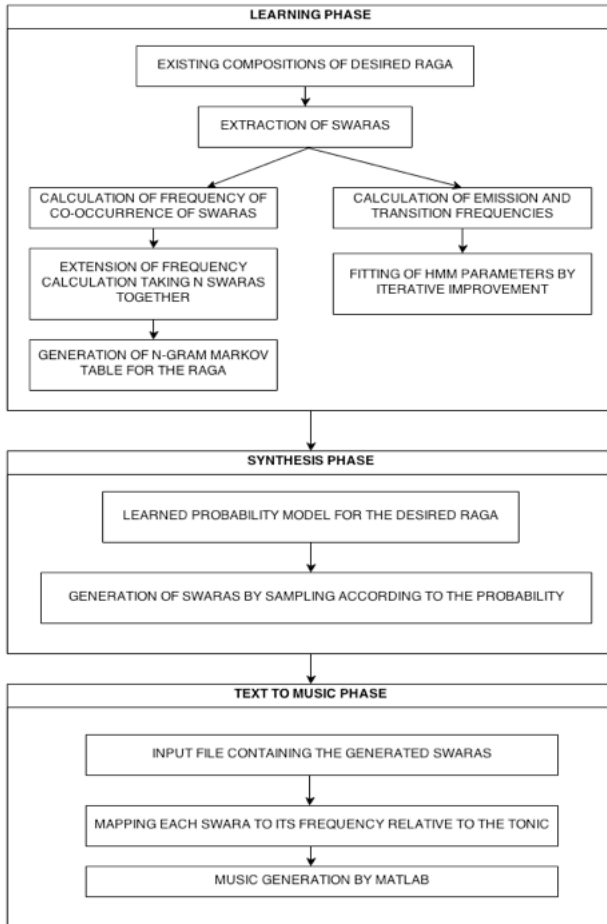 LEARNING PHASE
EXISTING COMPOSITIONS OF DESIRED RAGA
EXTRACTION OF SWARAS
CALCULATION OF FREQUENCY OF
CO-OCCURRENCE OF SWARAS
EXTENSION OF FREQUENCY
CALCULATION TAKING N SWARAS
TOGETHER
GENERATION OF N-GRAM MARKOV
TABLE FOR THE RAGA
CALCULATION OF EMISSION AND
TRANSITION FREQUENCIES
FITTING OF HMM PARAMETERS BY
ITERATIVE IMPROVEMENT
SYNTHESIS PHASE
LEARNED PROBABILITY MODEL FOR THE DESIRED RAGA
GENERATION OF SWARAS BY SAMPLING ACCORDING TO THE PROBABILITY
TEXT TO MUSIC PHASE
INPUT FILE CONTAINING THE GENERATED SWARAS
MAPPING EACH SWARA TO ITS FREQUENCY RELATIVE TO THE TONIC
MUSIC GENERATION BY MATLAB